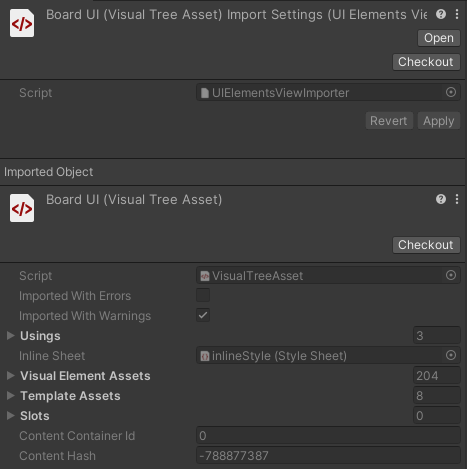 Board UI (Visual Tree Asset) Import Settings (UI Elements Vie
Open
Checkout
Script UIElementsViewImporter
Revert Apply
Imported Object
Board UI (Visual Tree Asset)
Checkout
Script VisualTreeAsset
Imported With Errors
Imported With Warnings
Usings 3
Inline Sheet inlineStyle (Style Sheet)
Visual Element Assets 204
Template Assets 8
Slots 0
Content Container Id 0
Content Hash -788877387